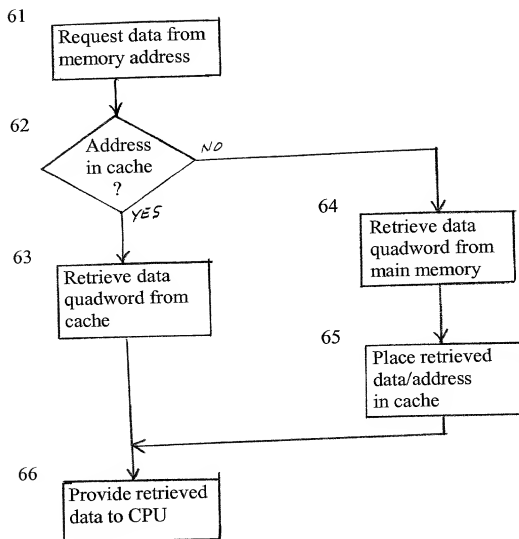 61
Request data from
memory address
62
Address
in cache
?
NO
YES
63
Retrieve data
quadword from
cache
64
Retrieve data
quadword from
main memory
65
Place retrieved
data/address
in cache
66
Provide retrieved
data to CPU